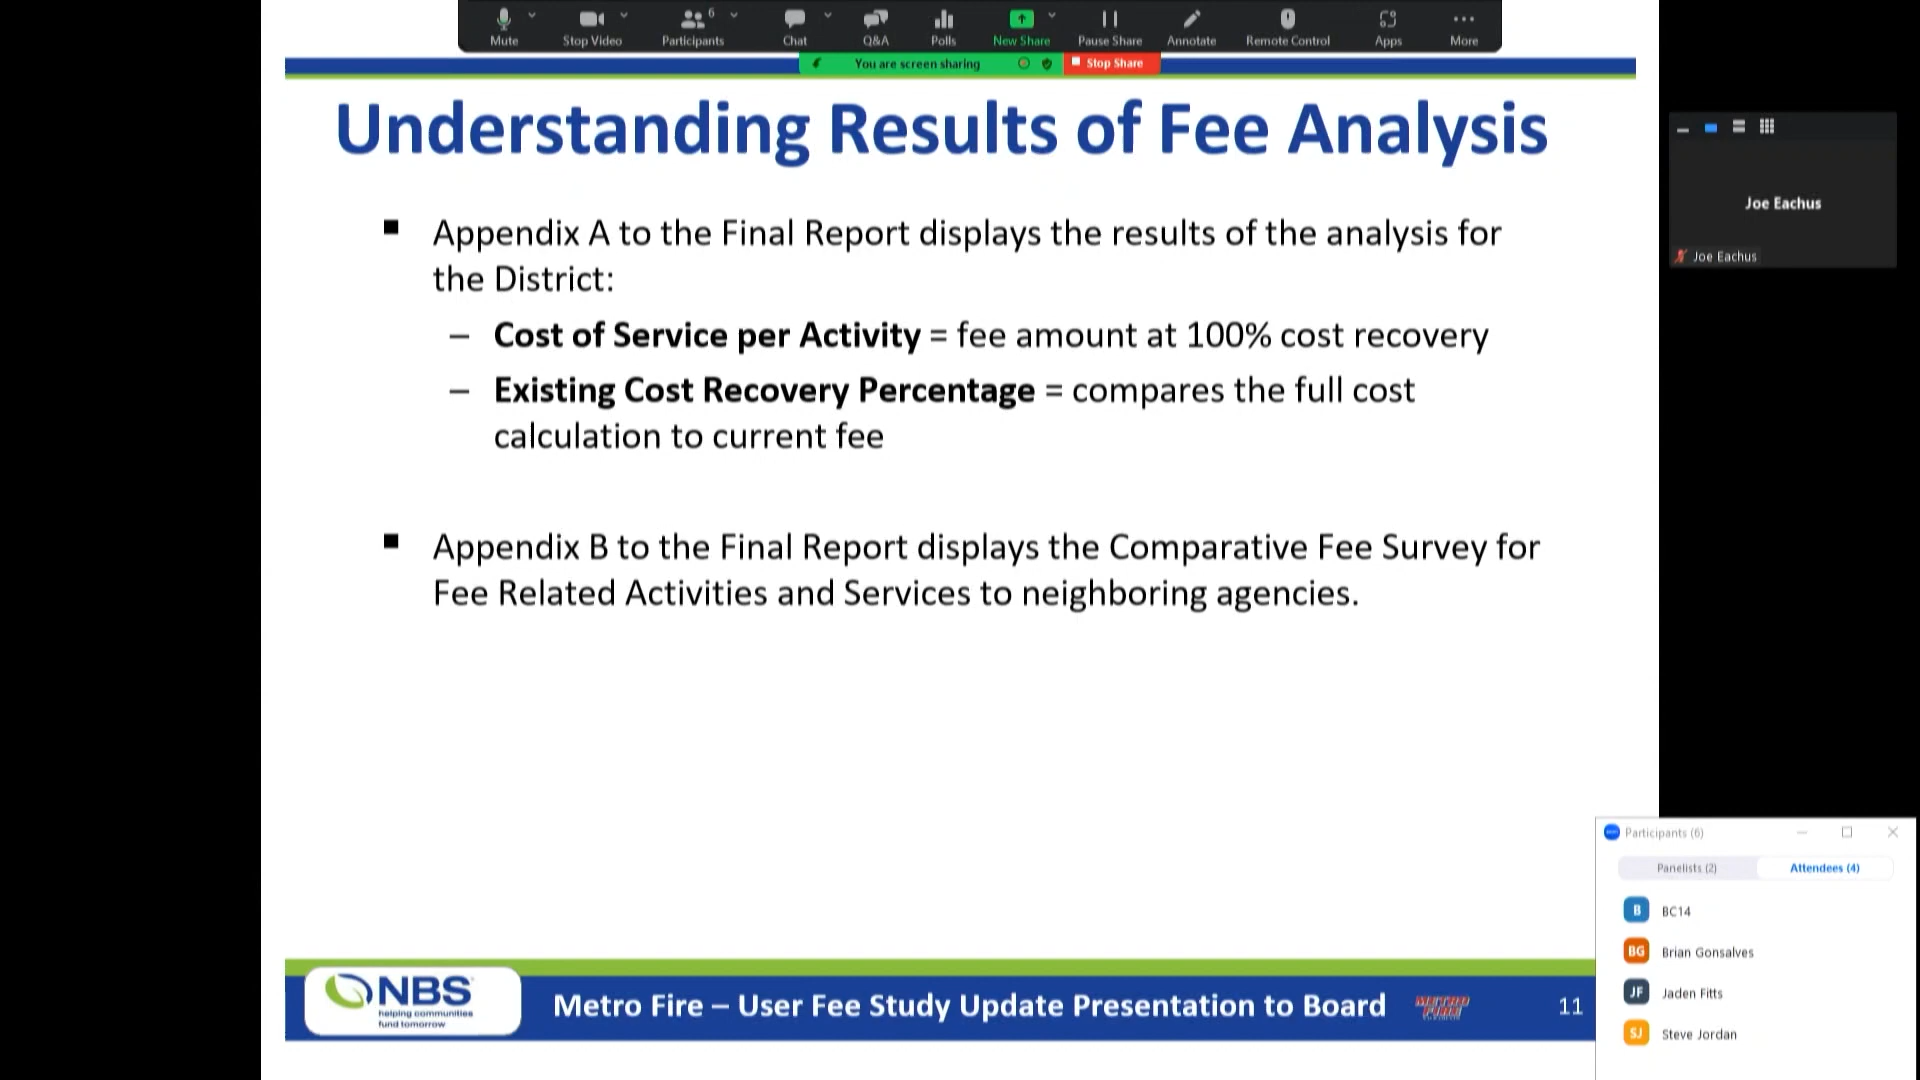 6
Mute
Stop Video
Participants
Chat
Q&A
Polls
New Share
Pause Share
Annotate
Remote Control
Apps
More
You are screen sharing
Stop Share
Understanding Results of Fee Analysis
Joe Eachus
Joe Eachus
Appendix A to the Final Report displays the results of the analysis for
the District:
– Cost of Service per Activity = fee amount at 100% cost recovery
– Existing Cost Recovery Percentage = compares the full cost
calculation to current fee
Appendix B to the Final Report displays the Comparative Fee Survey for
Fee Related Activities and Services to neighboring agencies.
Participants (6)
Panelists (2)
Attendees (4)
B BC14
BG Brian Gonsalves
JF Jaden Fitts
SJ Steve Jordan
NBS
helping communities
fund tomorrow
Metro Fire – User Fee Study Update Presentation to Board
METRO
FIRE
11